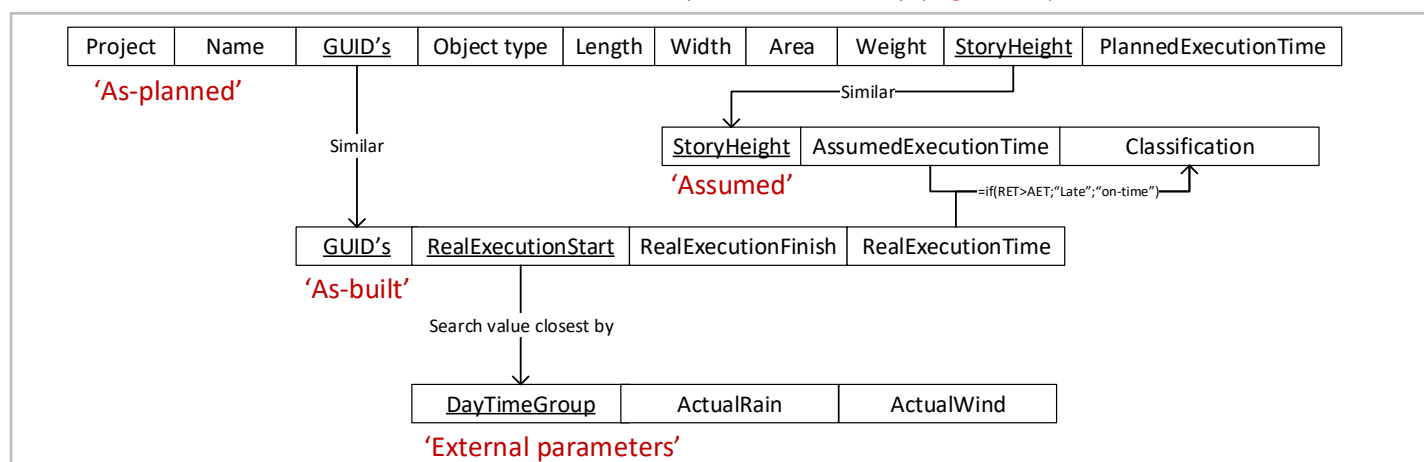 Project Name GUID's Object type Length Width Area Weight StoryHeight PlannedExecutionTime
‘As-planned’
Similar
Similar
StoryHeight AssumedExecutionTime Classification
‘Assumed’
=if(RET>AET;“Late”;“on-time”)
GUID's RealExecutionStart RealExecutionFinish RealExecutionTime
‘As-built’
Search value closest by
DayTimeGroup ActualRain ActualWind
‘External parameters’